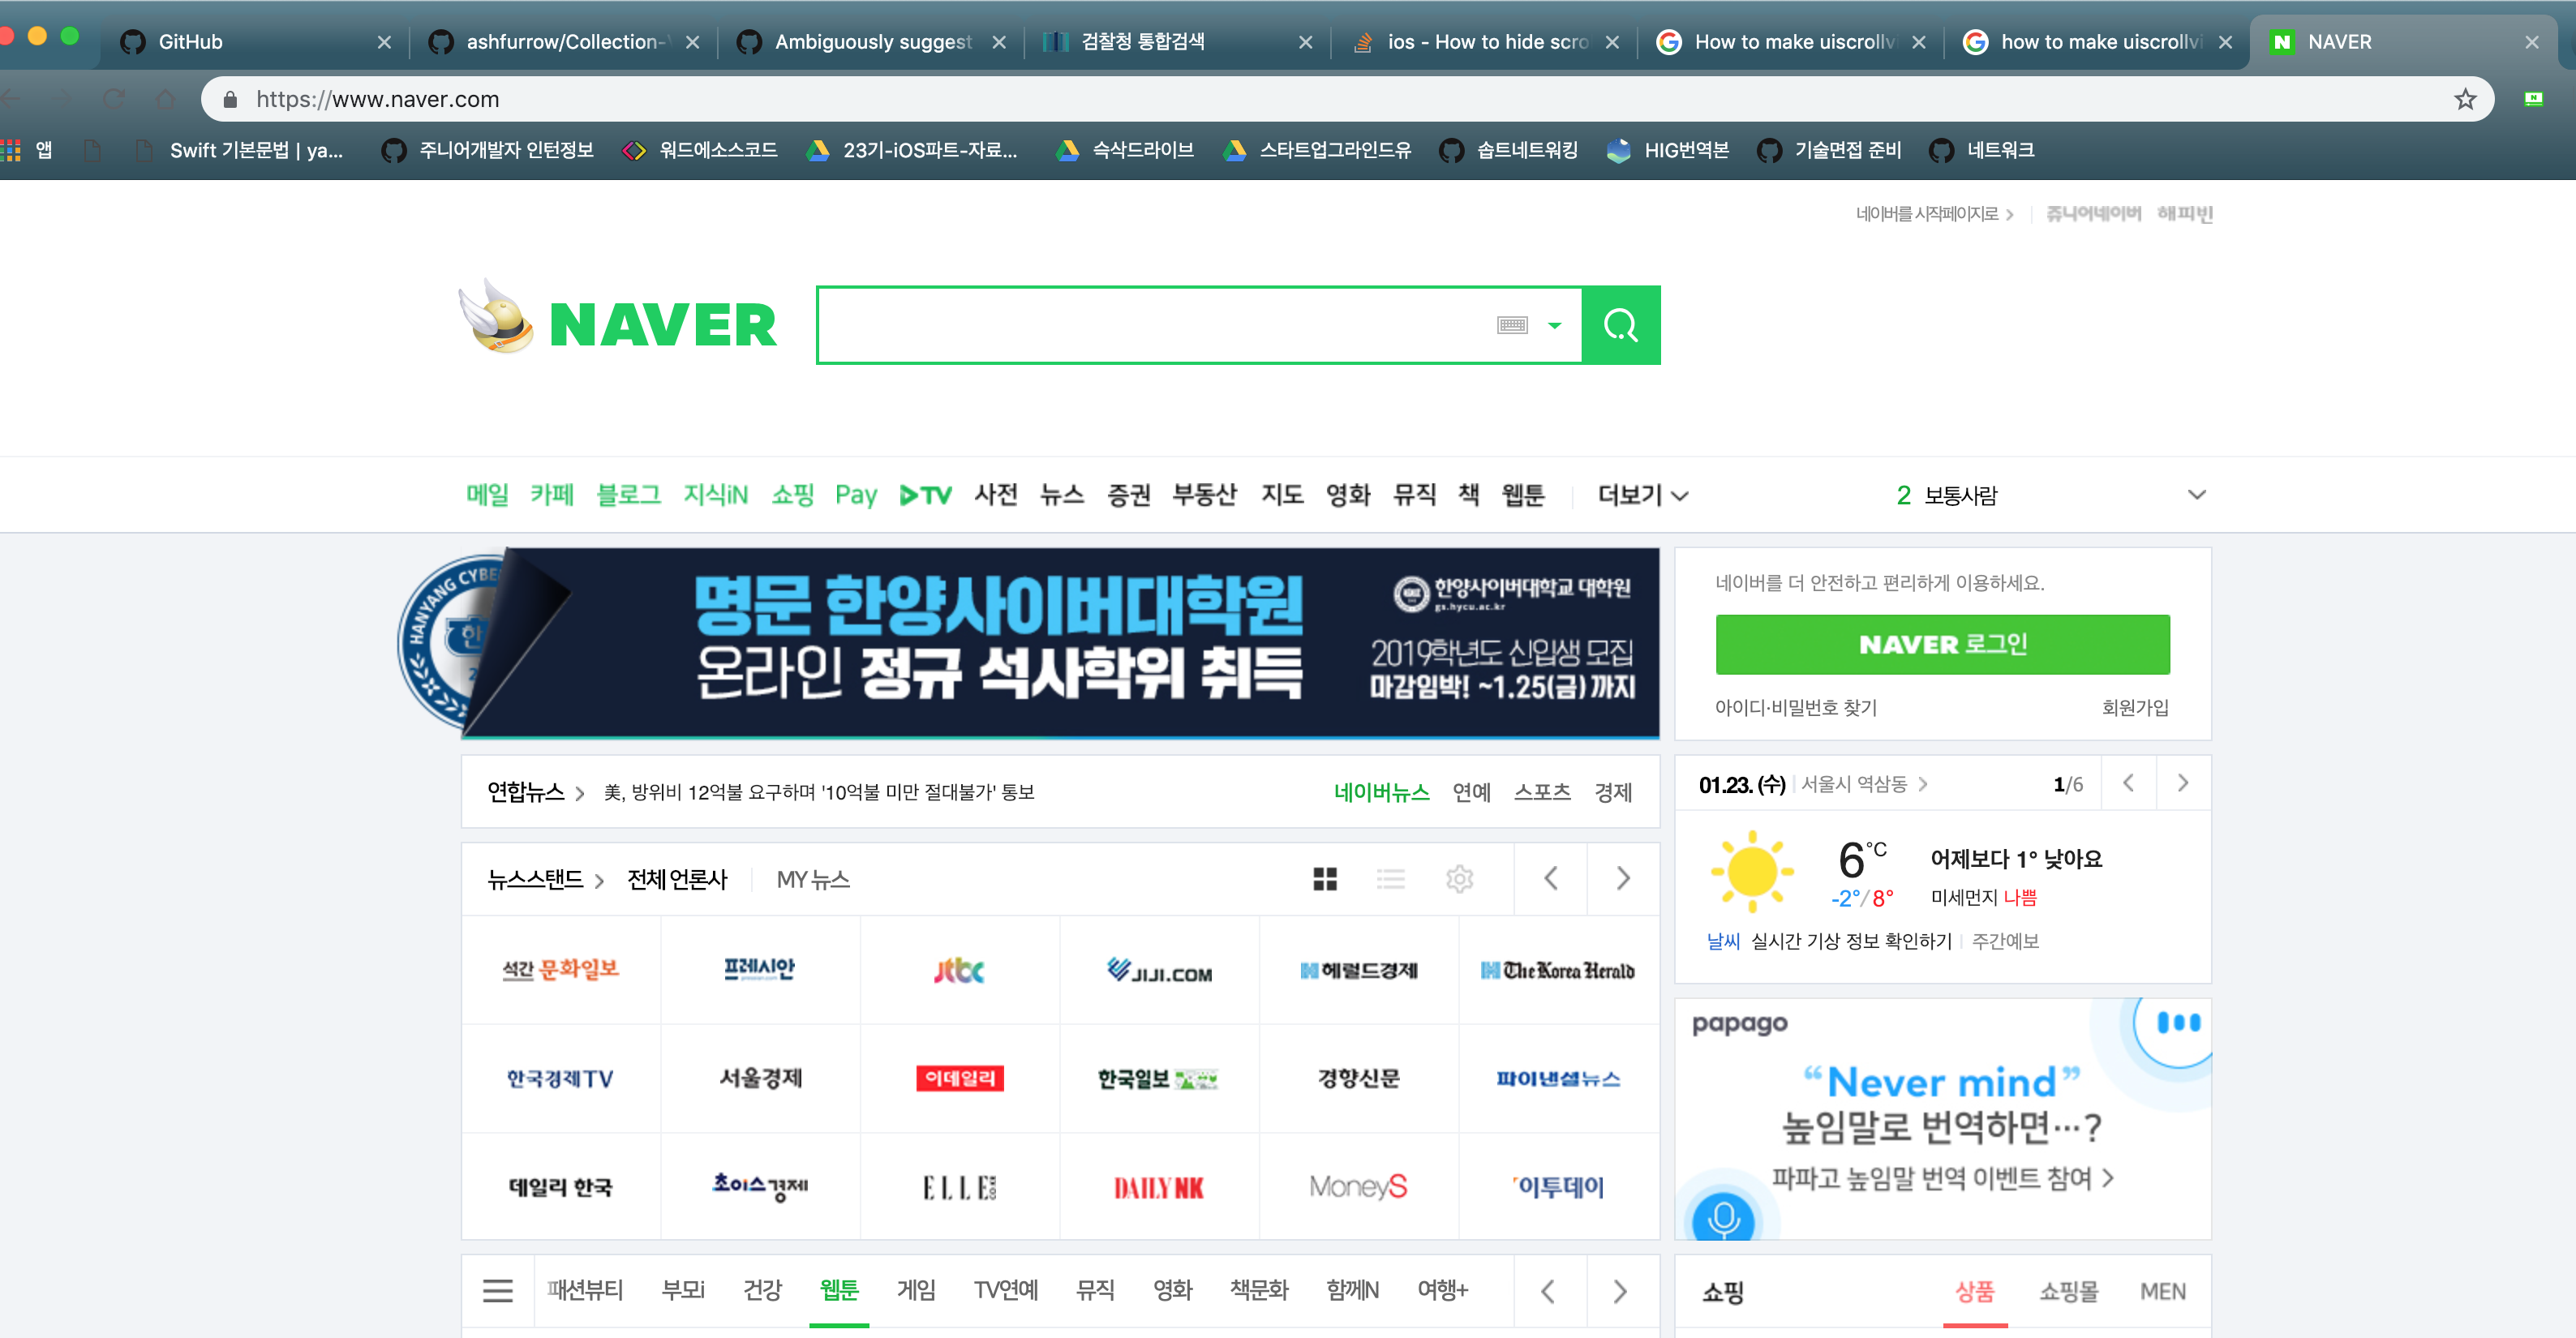 GitHub
ashfurrow/Collection-
Ambiguously suggest
검찰청 통합검색
ios - How to hide scro
How to make uiscrollvi
how to make uiscrollvi
NAVER
https://www.naver.com
앱
Swift 기본문법 | ya...
주니어개발자 인턴정보
워드에소스코드
23기-iOS파트-자료...
슥삭드라이브
스타트업그라인드유
솝트네트워킹
HIG번역본
기술면접 준비
네트워크
네이버를 시작페이지로
쥬니어네이버 해피빈
NAVER
메일 카페 블로그 지식iN 쇼핑 Pay TV 사전 뉴스 증권 부동산 지도 영화 뮤직 책 웹툰 더보기
2 보통사람
HANYANG CYBE
한
2
명문 한양사이버대학원
온라인 정규 석사학위 취득
한양사이버대학교 대학원
gs.hycu.ac.kr
2019학년도 신입생 모집
마감임박! ~1.25(금) 까지
네이버를 더 안전하고 편리하게 이용하세요.
NAVER 로그인
아이디·비밀번호 찾기 회원가입
연합뉴스 美, 방위비 12억불 요구하며 '10억불 미만 절대불가' 통보
네이버뉴스 연예 스포츠 경제
01.23. (수) 서울시 역삼동 1/6
6°C
-2°/8°
어제보다 1° 낮아요
미세먼지 나쁨
날씨 실시간 기상 정보 확인하기 주간예보
뉴스스탠드 전체 언론사 MY 뉴스
석간 문화일보 프레시안 jtbc JIJI.COM 헤럴드경제 The Korea Herald
한국경제TV 서울경제 이데일리 한국일보 경향신문 파이낸셜뉴스
데일리 한국 초이스경제 ELLE DAILY NK MoneyS 이투데이
papago
“Never mind”
높임말로 번역하면···?
파파고 높임말 번역 이벤트 참여 >
패션뷰티 부모i 건강 웹툰 게임 TV연예 뮤직 영화 책문화 함께N 여행+
쇼핑 상품 쇼핑몰 MEN